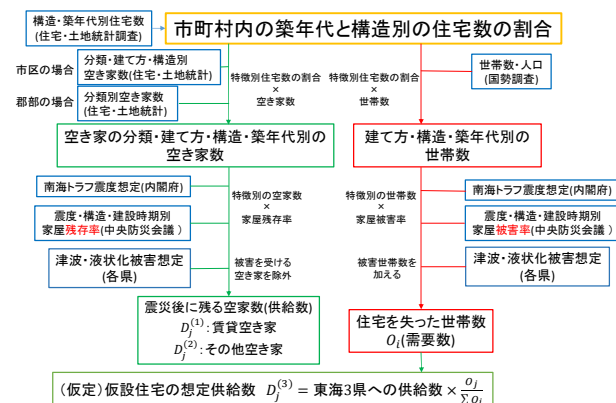 構造・築年代別住宅数
(住宅・土地統計調査)
市町村内の築年代と構造別の住宅数の割合
市区の場合
分類・建て方・構造別
空き家数(住宅・土地統計)
郡部の場合
分類別空き家数
(住宅・土地統計)
特徴別住宅数の割合
×
空き家数
特徴別住宅数の割合
×
世帯数
世帯数・人口
(国勢調査)
空き家の分類・建て方・構造・築年代別の
空き家数
建て方・構造・築年代別の
世帯数
南海トラフ震度想定(内閣府)
震度・構造・建設時期別
家屋残存率(中央防災会議)
特徴別の空家数
×
家屋残存率
特徴別の世帯数
×
家屋被害率
南海トラフ震度想定(内閣府)
震度・構造・建設時期別
家屋被害率(中央防災会議)
津波・液状化被害想定
(各県)
被害を受ける
空き家を除外
被害世帯数を
加える
津波・液状化被害想定
(各県)
震災後に残る空家数(供給数)
D_j^(1):賃貸空き家
D_j^(2):その他空き家
住宅を失った世帯数
O_i(需要数)
(仮定)仮設住宅の想定供給数 D_j^(3) = 東海3県への供給数 × O_j/∑O_j